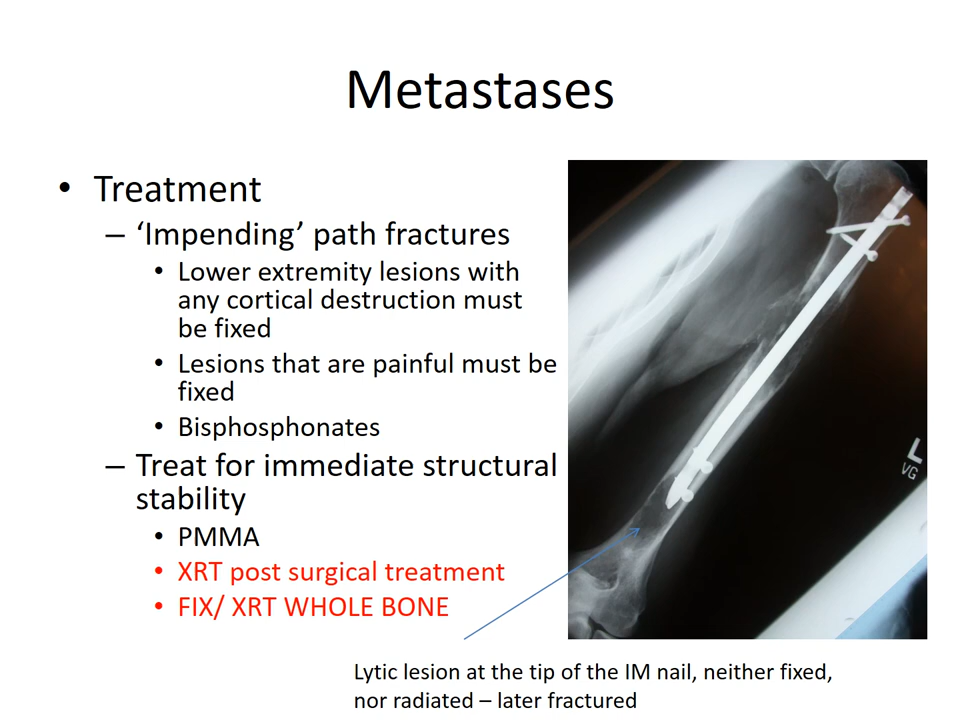 Metastases
• Treatment
– ‘Impending’ path fractures
• Lower extremity lesions with
any cortical destruction must
be fixed
• Lesions that are painful must be
fixed
• Bisphosphonates
– Treat for immediate structural
stability
• PMMA
• XRT post surgical treatment
• FIX/ XRT WHOLE BONE
L
VG
Lytic lesion at the tip of the IM nail, neither fixed,
nor radiated – later fractured